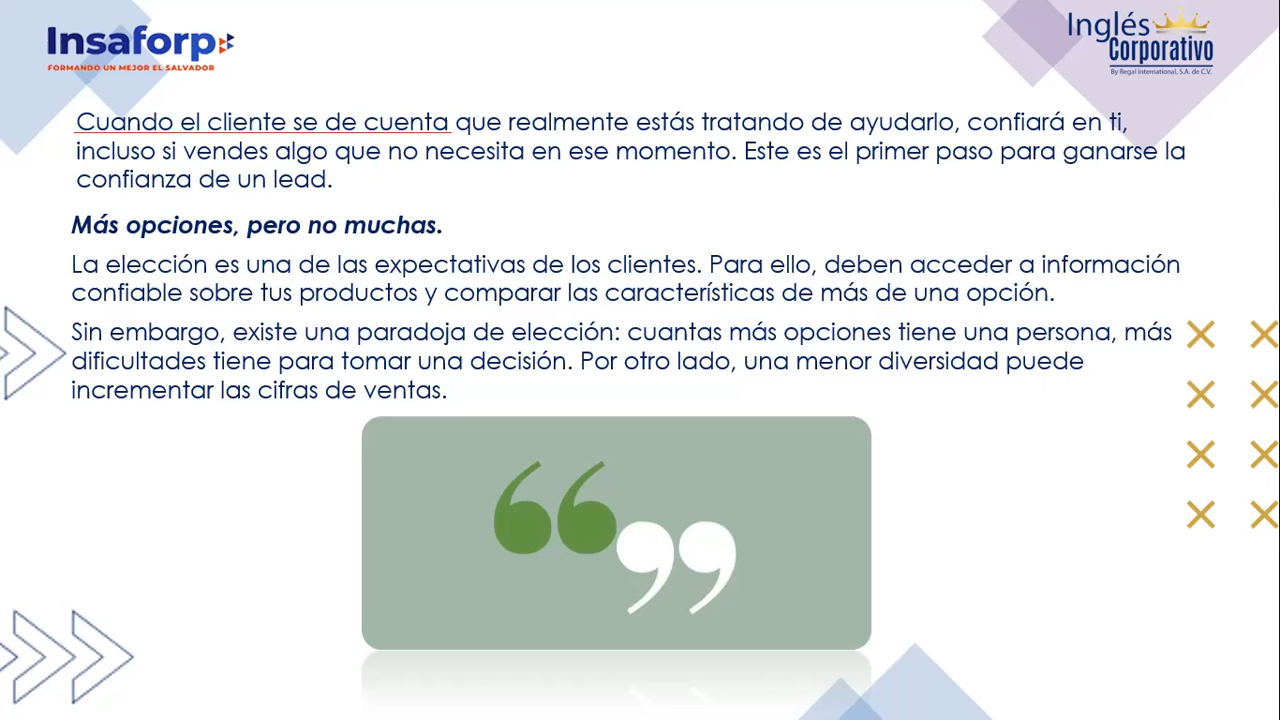 Insaforp
FORMANDO UN MEJOR EL SALVADOR
Inglés
Corporativo
By Regal International, S.A. de C.V.
Cuando el cliente se de cuenta que realmente estás tratando de ayudarlo, confiará en ti,
incluso si vendes algo que no necesita en ese momento. Este es el primer paso para ganarse la
confianza de un lead.
Más opciones, pero no muchas.
La elección es una de las expectativas de los clientes. Para ello, deben acceder a información
confiable sobre tus productos y comparar las características de más de una opción.
Sin embargo, existe una paradoja de elección: cuantas más opciones tiene una persona, más
dificultades tiene para tomar una decisión. Por otro lado, una menor diversidad puede
incrementar las cifras de ventas.